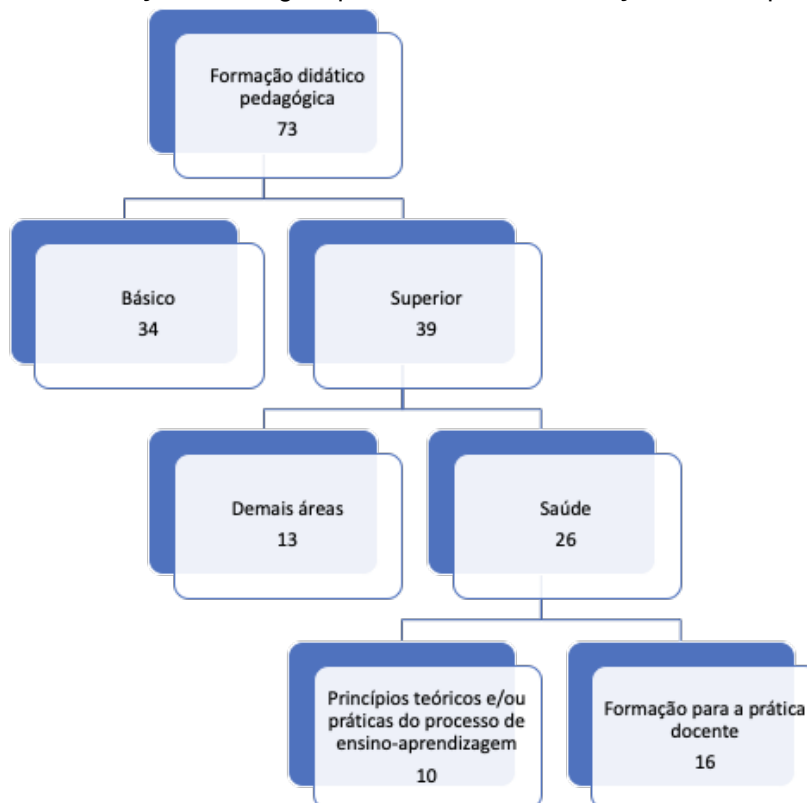 Formação didático
pedagógica
73
Básico
34
Superior
39
Demais áreas
13
Saúde
26
Princípios teóricos e/ou
práticas do processo de
ensino-aprendizagem
10
Formação para a prática
docente
16